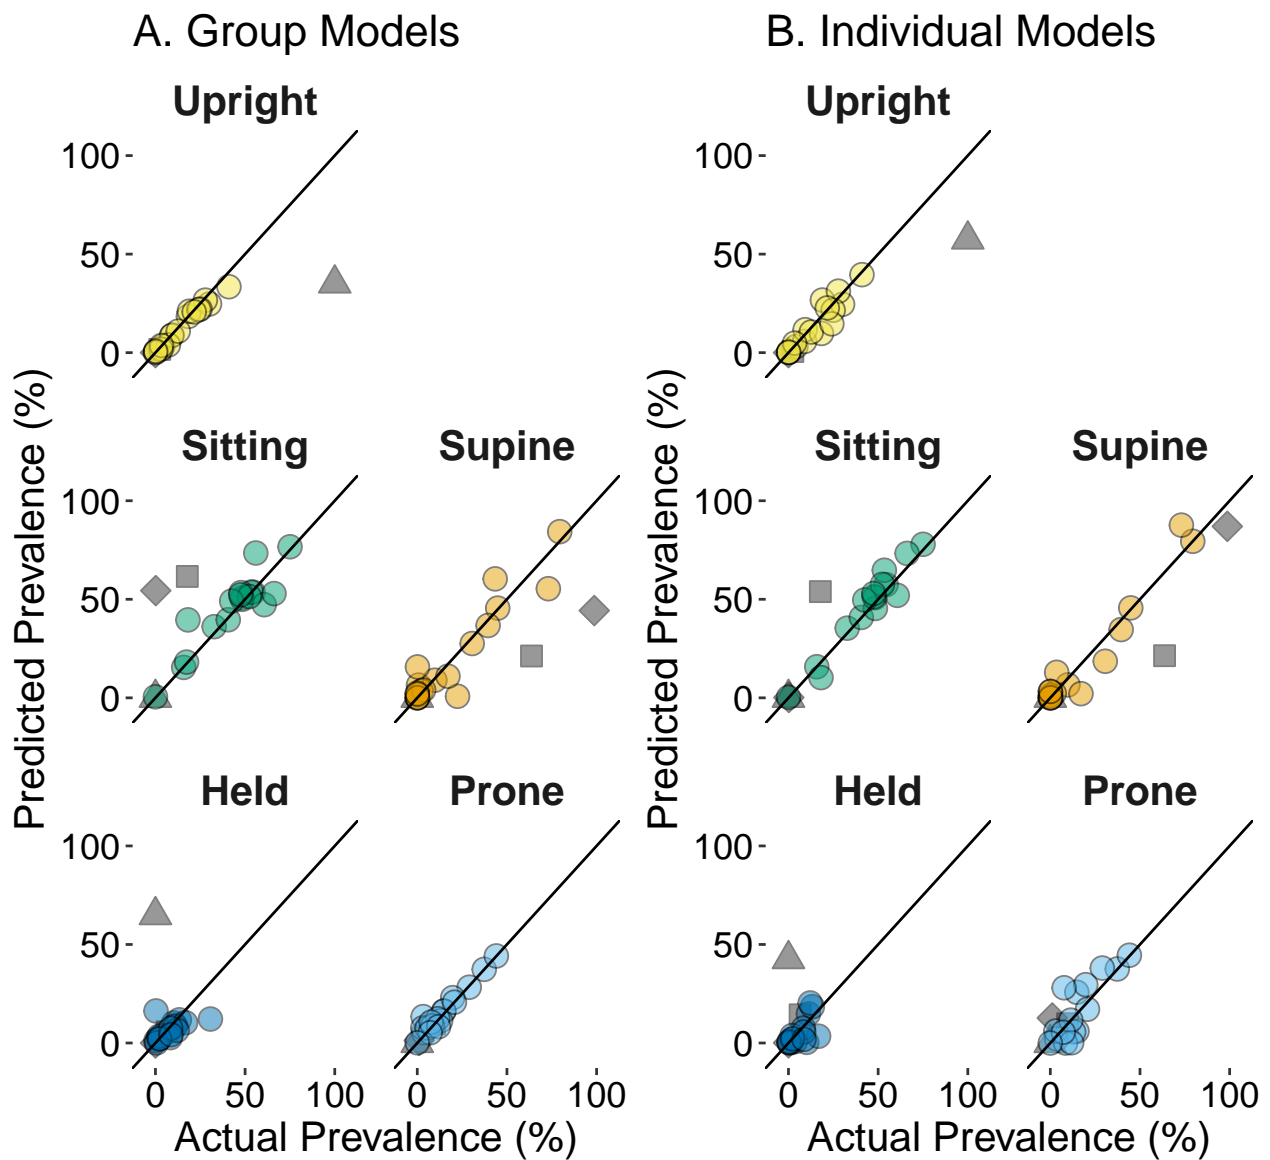 A. Group Models
B. Individual Models
Upright
Upright
100
50
0
100
50
0
Predicted Prevalence (%)
Predicted Prevalence (%)
Sitting
Supine
Sitting
Supine
100
50
0
100
50
0
Held
Prone
Held
Prone
100
50
0
100
50
0
0 50 100 0 50 100 0 50 100 0 50 100
Actual Prevalence (%)
Actual Prevalence (%)